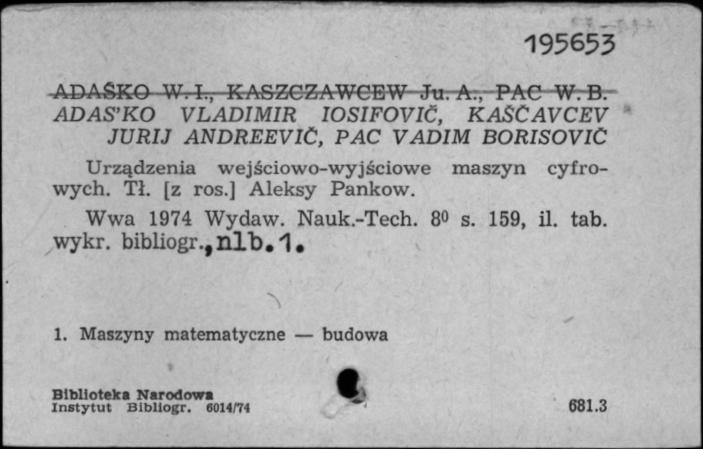 195653
ADAŚKO W. I., KASZCZAWCEW Ju. A., PAC W. B.
ADAS'KO VLADIMIR IOSIFOVIČ, KAŠČAVCEV
JURIJ ANDREEVIČ, PAC VADIM BORISOVIČ
Urządzenia wejściowo-wyjściowe maszyn cyfro-
wych. Tł. [z ros.] Aleksy Pankow.
Wwa 1974 Wydaw. Nauk.-Tech. 8⁰ s. 159, il. tab.
wykr. bibliogr., nlb. 1.
1. Maszyny matematyczne — budowa
Biblioteka Narodowa
Instytut Bibliogr. 6014/74
681.3